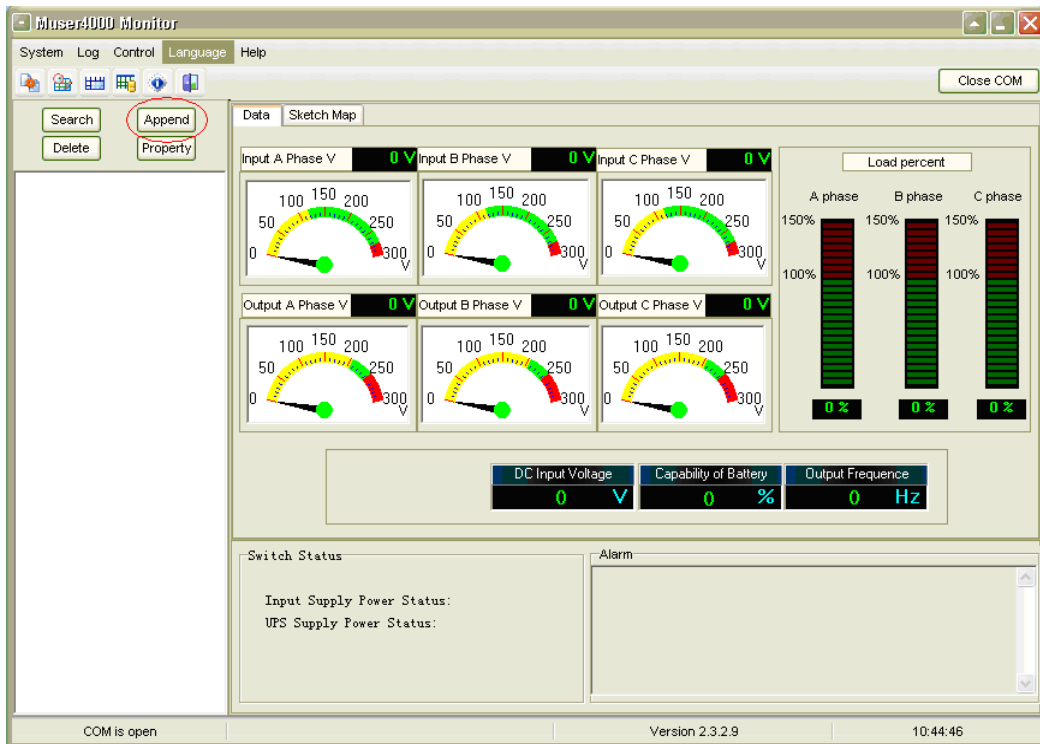 Muser4000 Monitor
System Log Control Language Help
Close COM
Search Append
Delete Property
Data Sketch Map
Input A Phase V 0 V Input B Phase V 0 V Input C Phase V 0 V
0 50 100 150 200 250 300 V
0 50 100 150 200 250 300 V
0 50 100 150 200 250 300 V
Output A Phase V 0 V Output B Phase V 0 V Output C Phase V 0 V
0 50 100 150 200 250 300 V
0 50 100 150 200 250 300 V
0 50 100 150 200 250 300 V
Load percent
A phase B phase C phase
150% 150% 150%
100% 100% 100%
0 % 0 % 0 %
DC Input Voltage Capability of Battery Output Frequence
0 V 0 % 0 Hz
Switch Status
Input Supply Power Status:
UPS Supply Power Status:
Alarm
COM is open Version 2.3.2.9 10:44:46